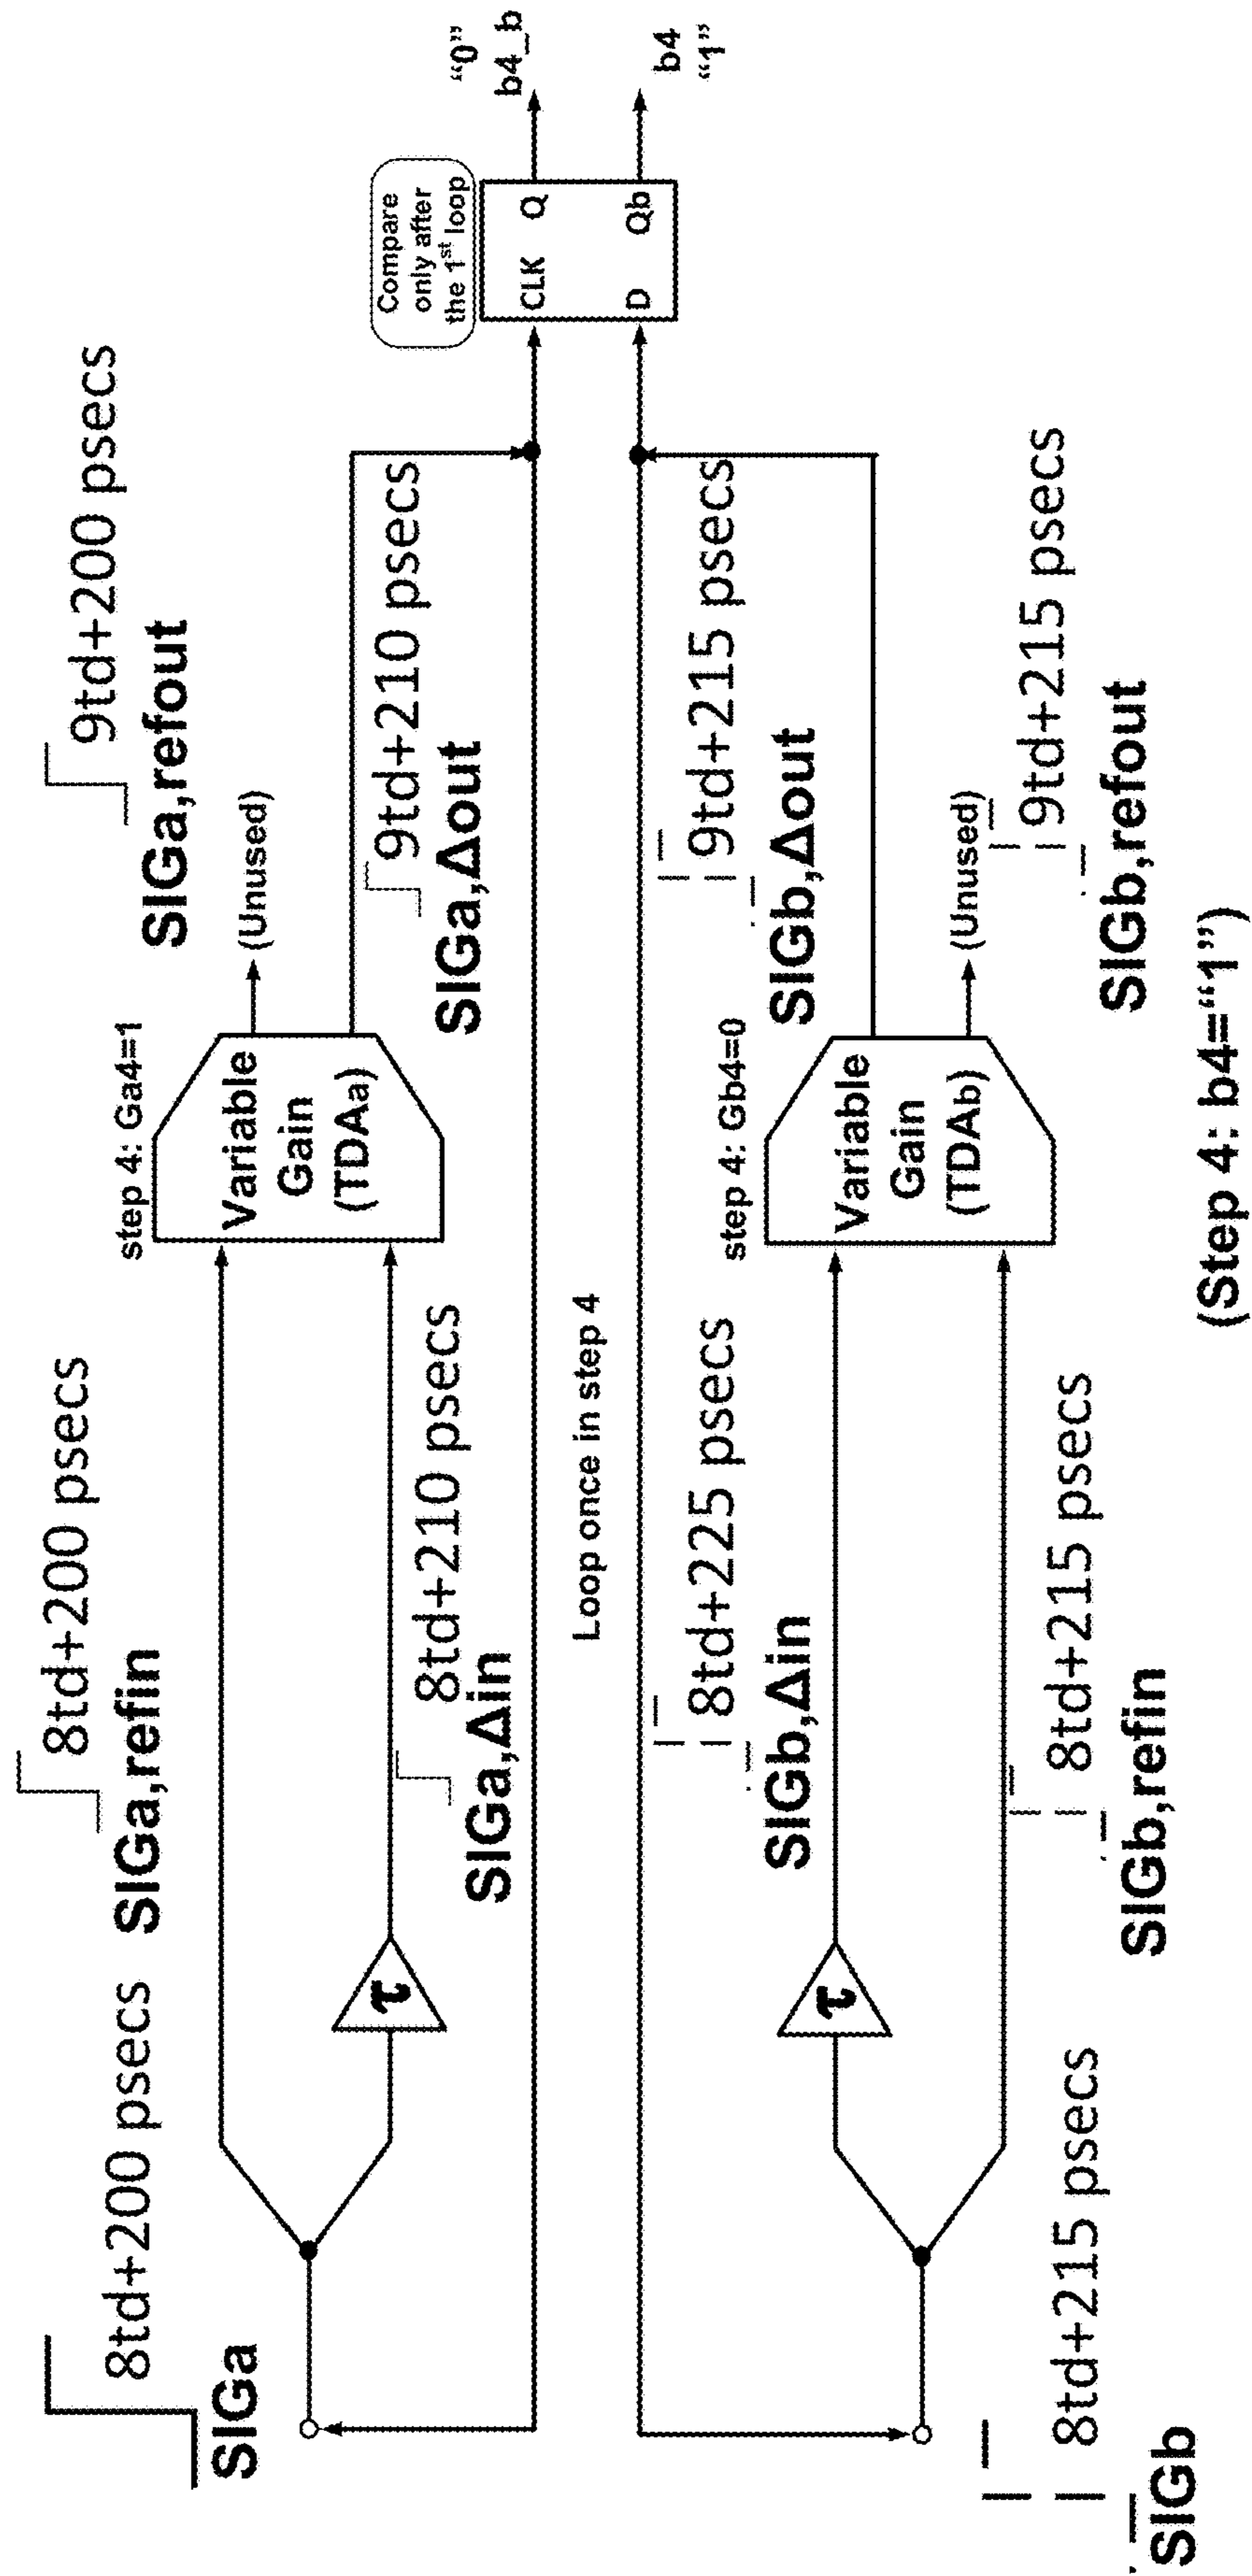 8td+200 psecs
SIGa
8td+200 psecs
SIGa,refin
τ
8td+210 psecs
SIGa,Δin
step 4: Ga4=1
Variable
Gain
(TDAa)
(Unused)
9td+200 psecs
SIGa,refout
9td+210 psecs
SIGa,Δout
Compare
only after
the 1st loop
CLK Q
D Qb
“0”
b4_b
b4
“1”
Loop once in step 4
8td+225 psecs
SIGb,Δin
τ
step 4: Gb4=0
Variable
Gain
(TDAb)
9td+215 psecs
SIGb,Δout
(Unused)
9td+215 psecs
SIGb,refout
8td+215 psecs
SIGb,refin
8td+215 psecs
SIGb
(Step 4: b4=“1”)